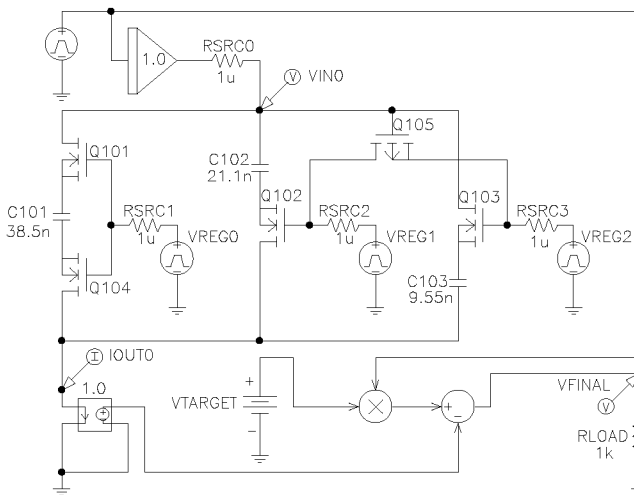 RSRC0
1.0
1u
V VIN0
Q105
Q101
C102
21.1n
Q102
Q103
C101
38.5n
RSRC1
1u
VREG0
RSRC2
1u
VREG1
RSRC3
1u
VREG2
Q104
C103
9.55n
I IOUT0
1.0
+
VTARGET
-
+
-
VFINAL
V
RLOAD
1k
+